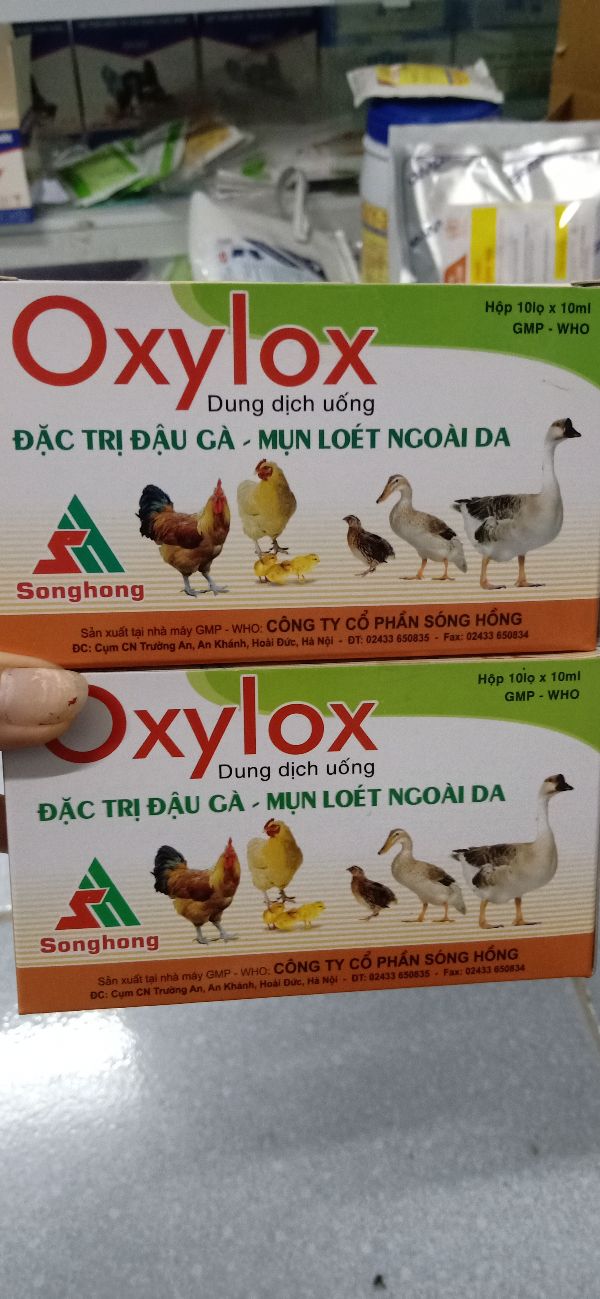 Oxylox
Hộp 10lọ x 10ml
GMP - WHO
Dung dịch uống
ĐẶC TRỊ ĐẬU GÀ - MỤN LOÉT NGOÀI DA
Songhong
Sản xuất tại nhà máy GMP - WHO: CÔNG TY CỔ PHẦN SÓNG HỒNG
ĐC: Cụm CN Trường An, An Khánh, Hoài Đức, Hà Nội - ĐT: 02433 650835 - Fax: 02433 650834
Oxylox
Hộp 10lọ x 10ml
GMP - WHO
Dung dịch uống
ĐẶC TRỊ ĐẬU GÀ - MỤN LOÉT NGOÀI DA
Songhong
Sản xuất tại nhà máy GMP - WHO: CÔNG TY CỔ PHẦN SÓNG HỒNG
ĐC: Cụm CN Trường An, An Khánh, Hoài Đức, Hà Nội - ĐT: 02433 650835 - Fax: 02433 650834